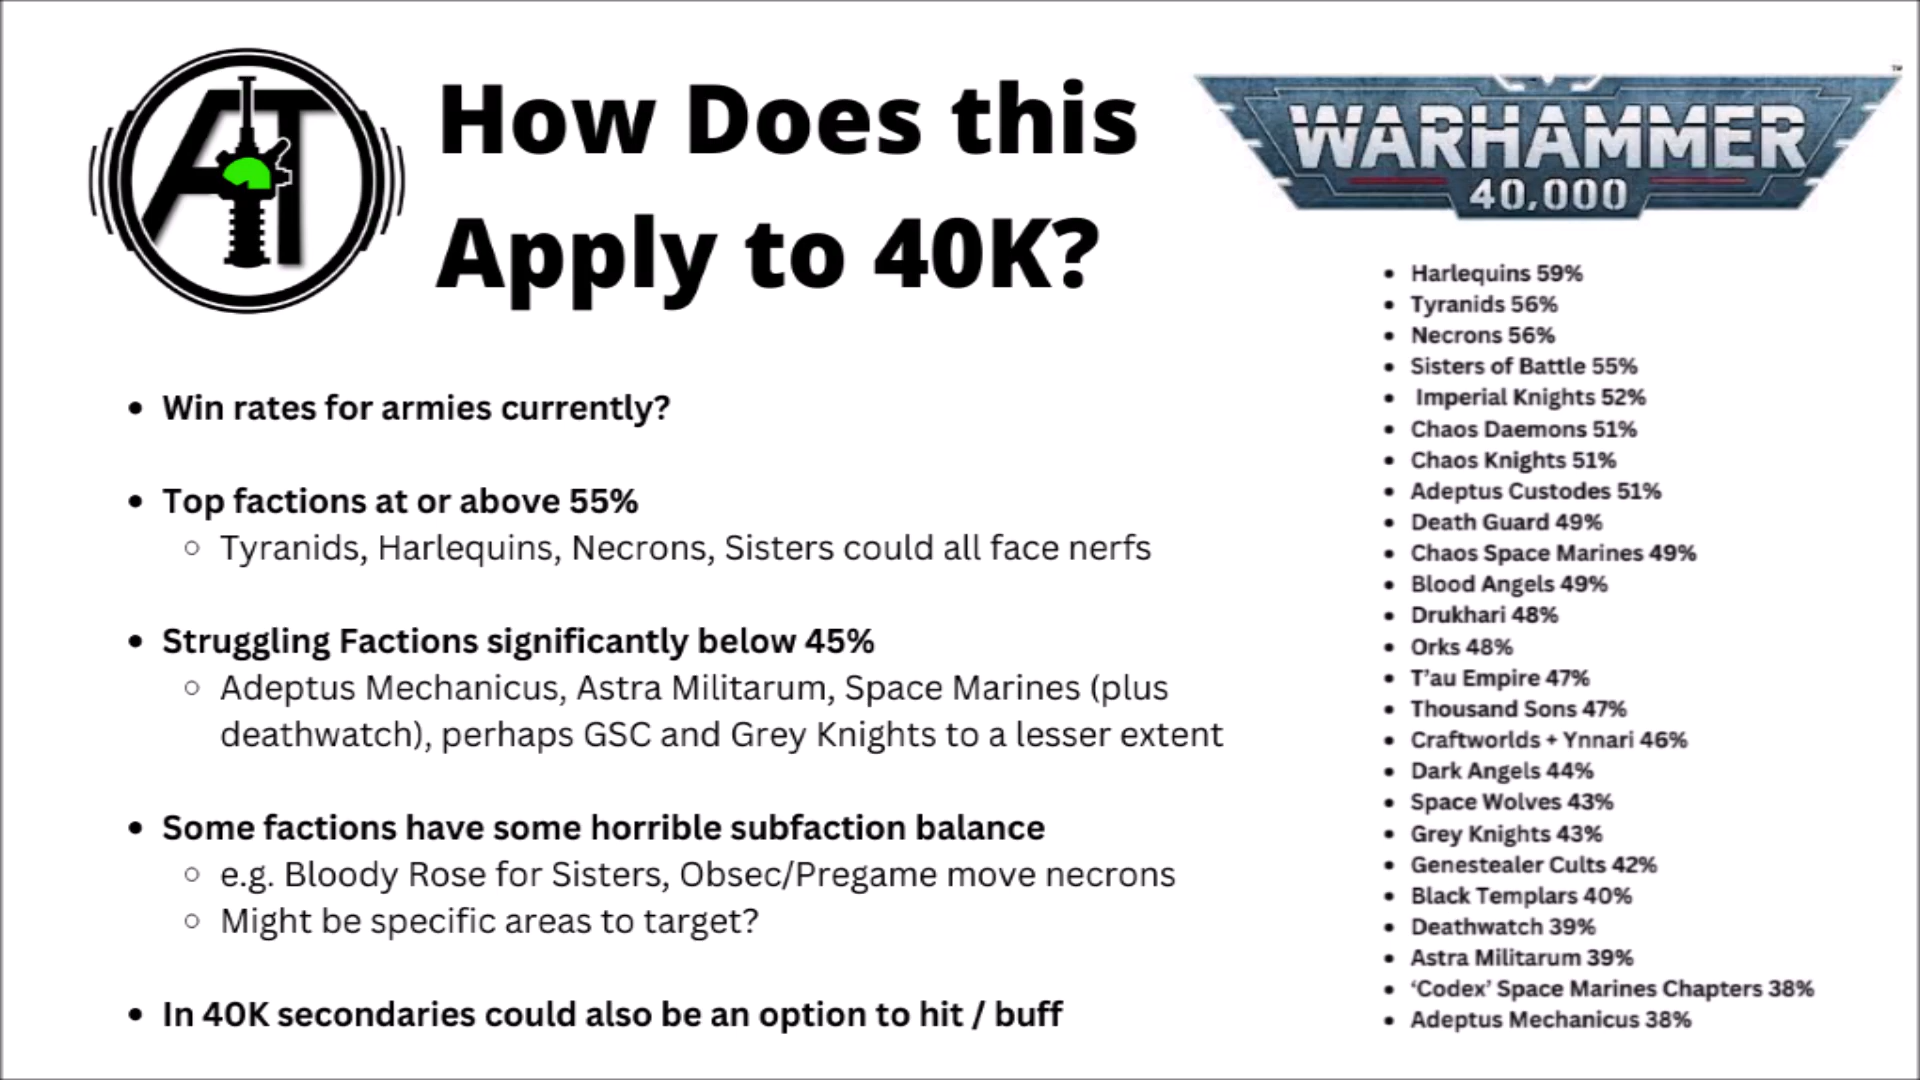 AT
How Does this
Apply to 40K?
WARHAMMER
40,000
TM
• Win rates for armies currently?
• Top factions at or above 55%
○ Tyranids, Harlequins, Necrons, Sisters could all face nerfs
• Struggling Factions significantly below 45%
○ Adeptus Mechanicus, Astra Militarum, Space Marines (plus
deathwatch), perhaps GSC and Grey Knights to a lesser extent
• Some factions have some horrible subfaction balance
○ e.g. Bloody Rose for Sisters, Obsec/Pregame move necrons
○ Might be specific areas to target?
• In 40K secondaries could also be an option to hit / buff
• Harlequins 59%
• Tyranids 56%
• Necrons 56%
• Sisters of Battle 55%
• Imperial Knights 52%
• Chaos Daemons 51%
• Chaos Knights 51%
• Adeptus Custodes 51%
• Death Guard 49%
• Chaos Space Marines 49%
• Blood Angels 49%
• Drukhari 48%
• Orks 48%
• T'au Empire 47%
• Thousand Sons 47%
• Craftworlds + Ynnari 46%
• Dark Angels 44%
• Space Wolves 43%
• Grey Knights 43%
• Genestealer Cults 42%
• Black Templars 40%
• Deathwatch 39%
• Astra Militarum 39%
• ‘Codex’ Space Marines Chapters 38%
• Adeptus Mechanicus 38%